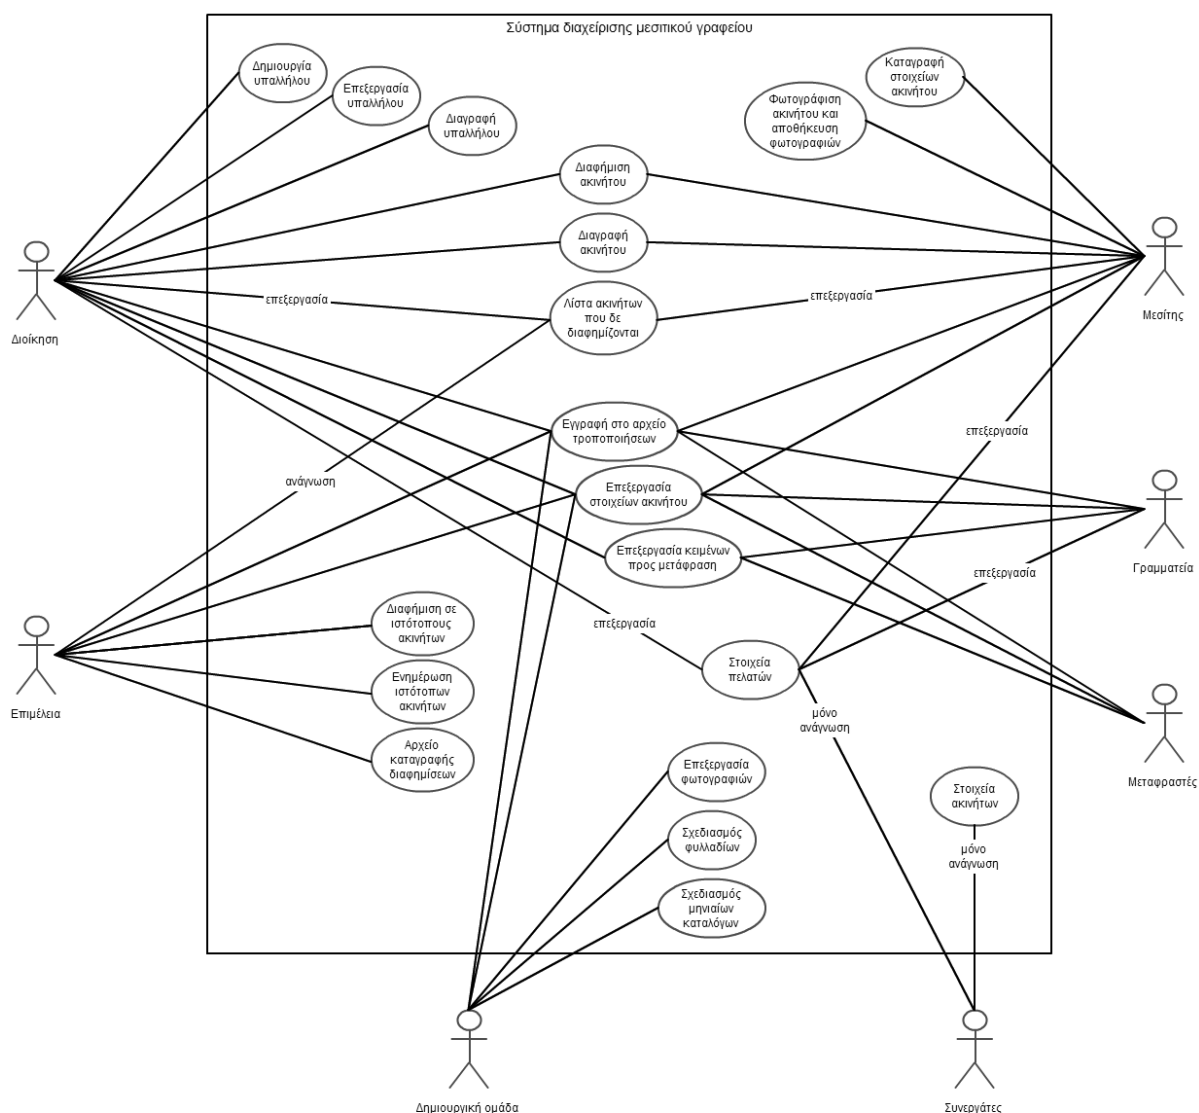 Σύστημα διαχείρισης μεσιτικού γραφείου
Δημιουργία
υπαλλήλου
Επεξεργασία
υπαλλήλου
Διαγραφή
υπαλλήλου
Καταγραφή
στοιχείων
ακινήτου
Φωτογράφιση
ακινήτου και
αποθήκευση
φωτογραφιών
Διαφήμιση
ακινήτου
Διαγραφή
ακινήτου
επεξεργασία
Λίστα ακινήτων
που δε
διαφημίζονται
επεξεργασία
Διοίκηση
Μεσίτης
Εγγραφή στο αρχείο
τροποποιήσεων
επεξεργασία
ανάγνωση
Επεξεργασία
στοιχείων ακινήτου
Επεξεργασία κειμένων
προς μετάφραση
επεξεργασία
Γραμματεία
Διαφήμιση σε
ιστότοπους
ακινήτων
επεξεργασία
Στοιχεία
πελατών
Ενημέρωση
ιστότοπων
ακινήτων
Επιμέλεια
μόνο
ανάγνωση
Αρχείο
καταγραφής
διαφημίσεων
Επεξεργασία
φωτογραφιών
Μεταφραστές
Στοιχεία
ακινήτων
Σχεδιασμός
φυλλαδίων
μόνο
ανάγνωση
Σχεδιασμός
μηνιαίων
καταλόγων
Δημιουργική ομάδα
Συνεργάτες